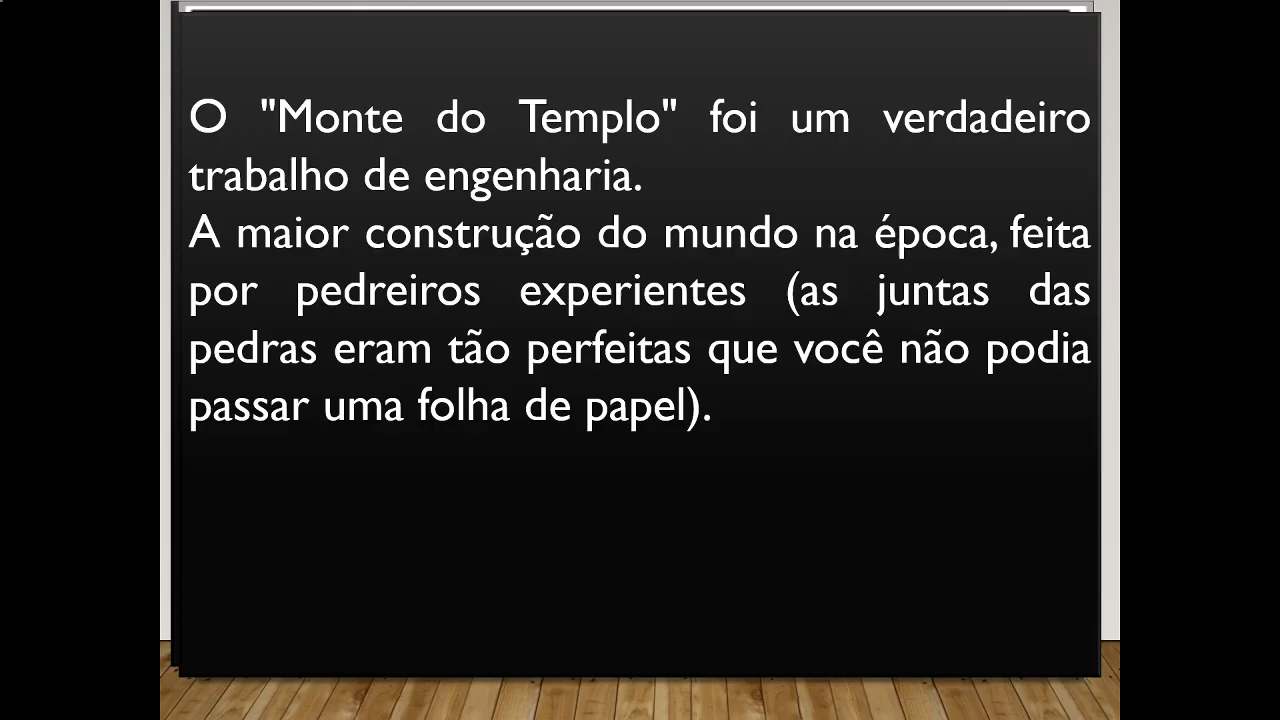 O "Monte do Templo" foi um verdadeiro
trabalho de engenharia.
A maior construção do mundo na época, feita
por pedreiros experientes (as juntas das
pedras eram tão perfeitas que você não podia
passar uma folha de papel).